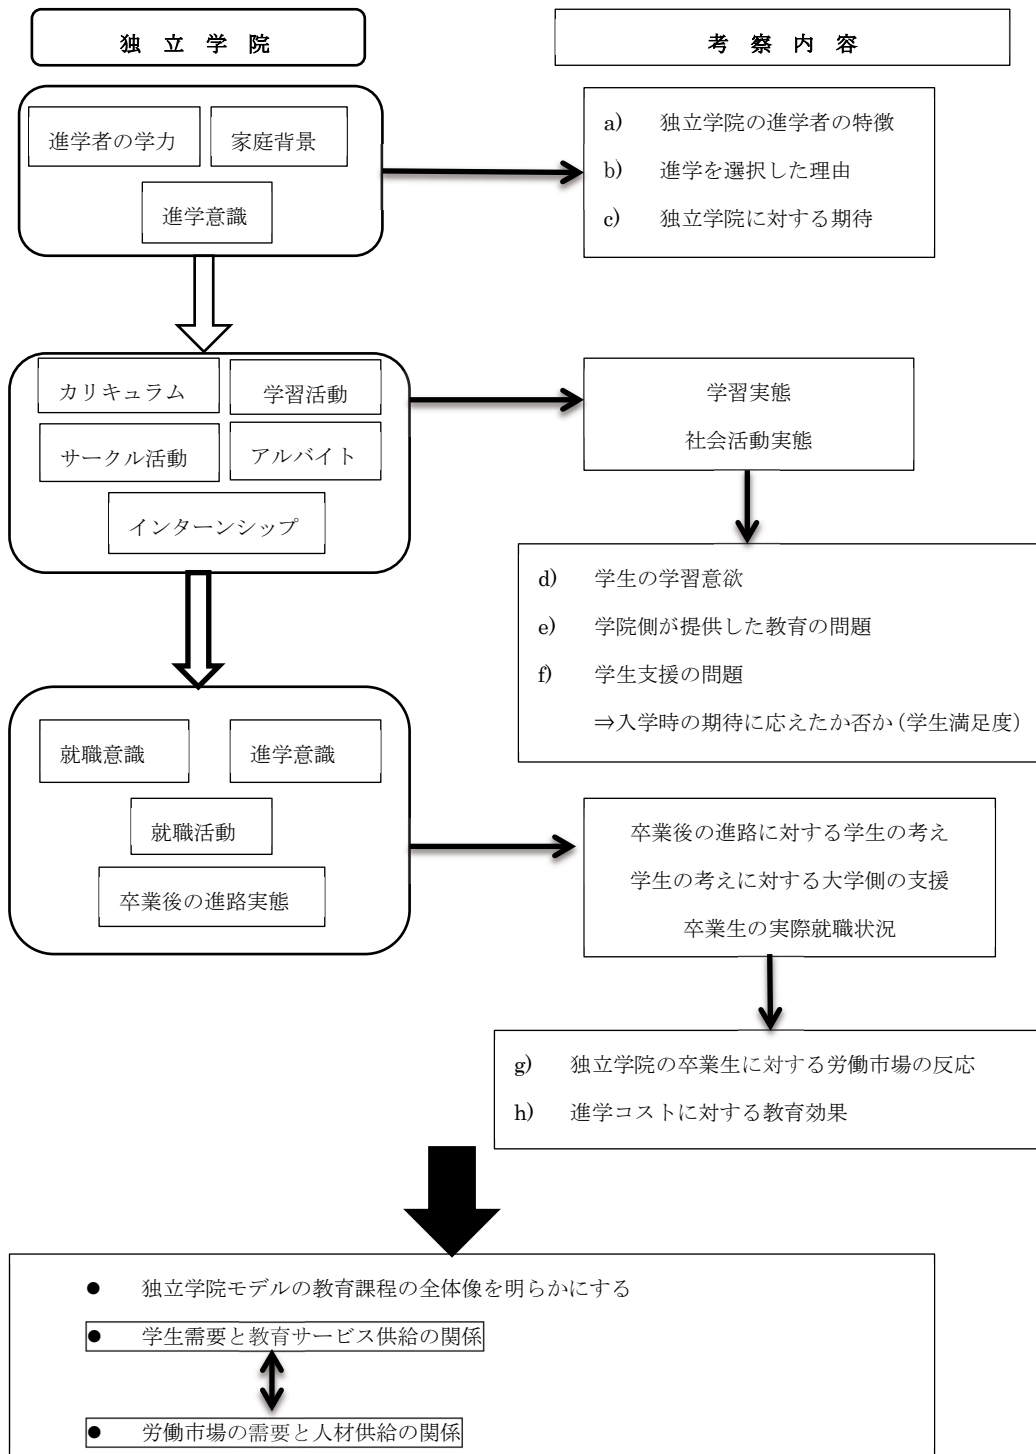 独 立 学 院
考 察 内 容
進学者の学力
家庭背景
進学意識
a) 独立学院の進学者の特徴
b) 進学を選択した理由
c) 独立学院に対する期待
カリキュラム
学習活動
サークル活動
アルバイト
インターンシップ
学習実態
社会活動実態
d) 学生の学習意欲
e) 学院側が提供した教育の問題
f) 学生支援の問題
⇒入学時の期待に応えたか否か(学生満足度)
就職意識
進学意識
就職活動
卒業後の進路実態
卒業後の進路に対する学生の考え
学生の考えに対する大学側の支援
卒業生の実際就職状況
g) 独立学院の卒業生に対する労働市場の反応
h) 進学コストに対する教育効果
● 独立学院モデルの教育課程の全体像を明らかにする
● 学生需要と教育サービス供給の関係
● 労働市場の需要と人材供給の関係